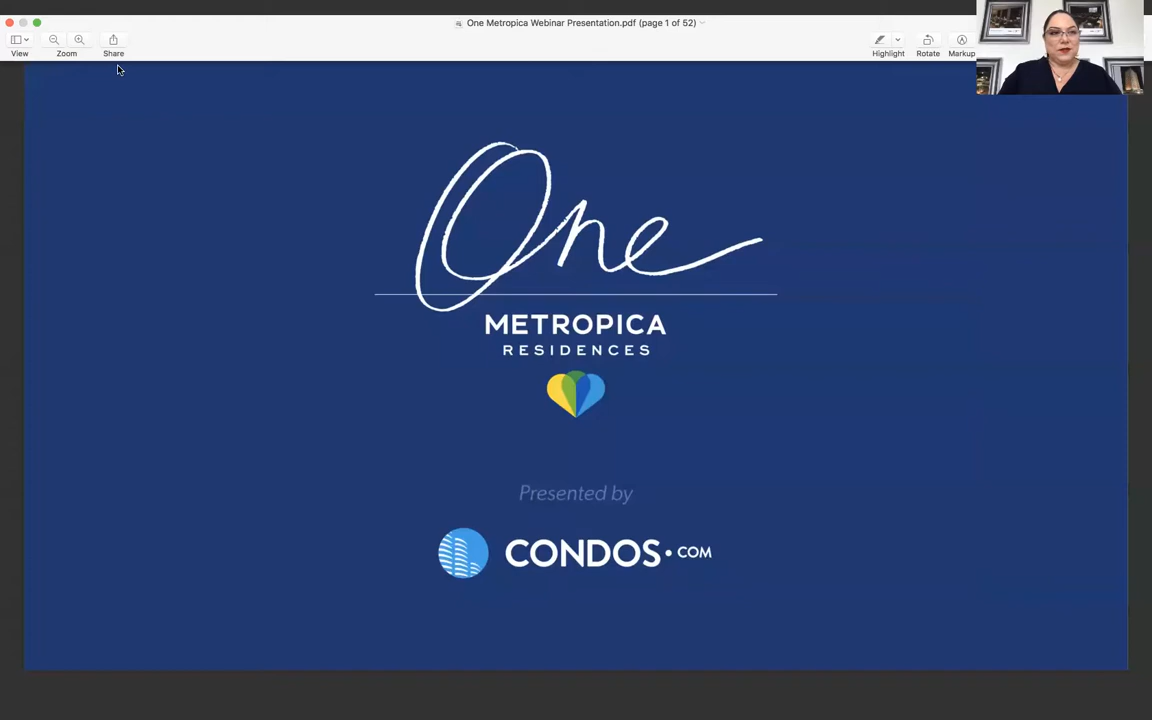 One Metropica Webinar Presentation.pdf (page 1 of 52)
View
Zoom
Share
Highlight
Rotate
Markup
One
METROPICA
RESIDENCES
Presented by
CONDOS.COM